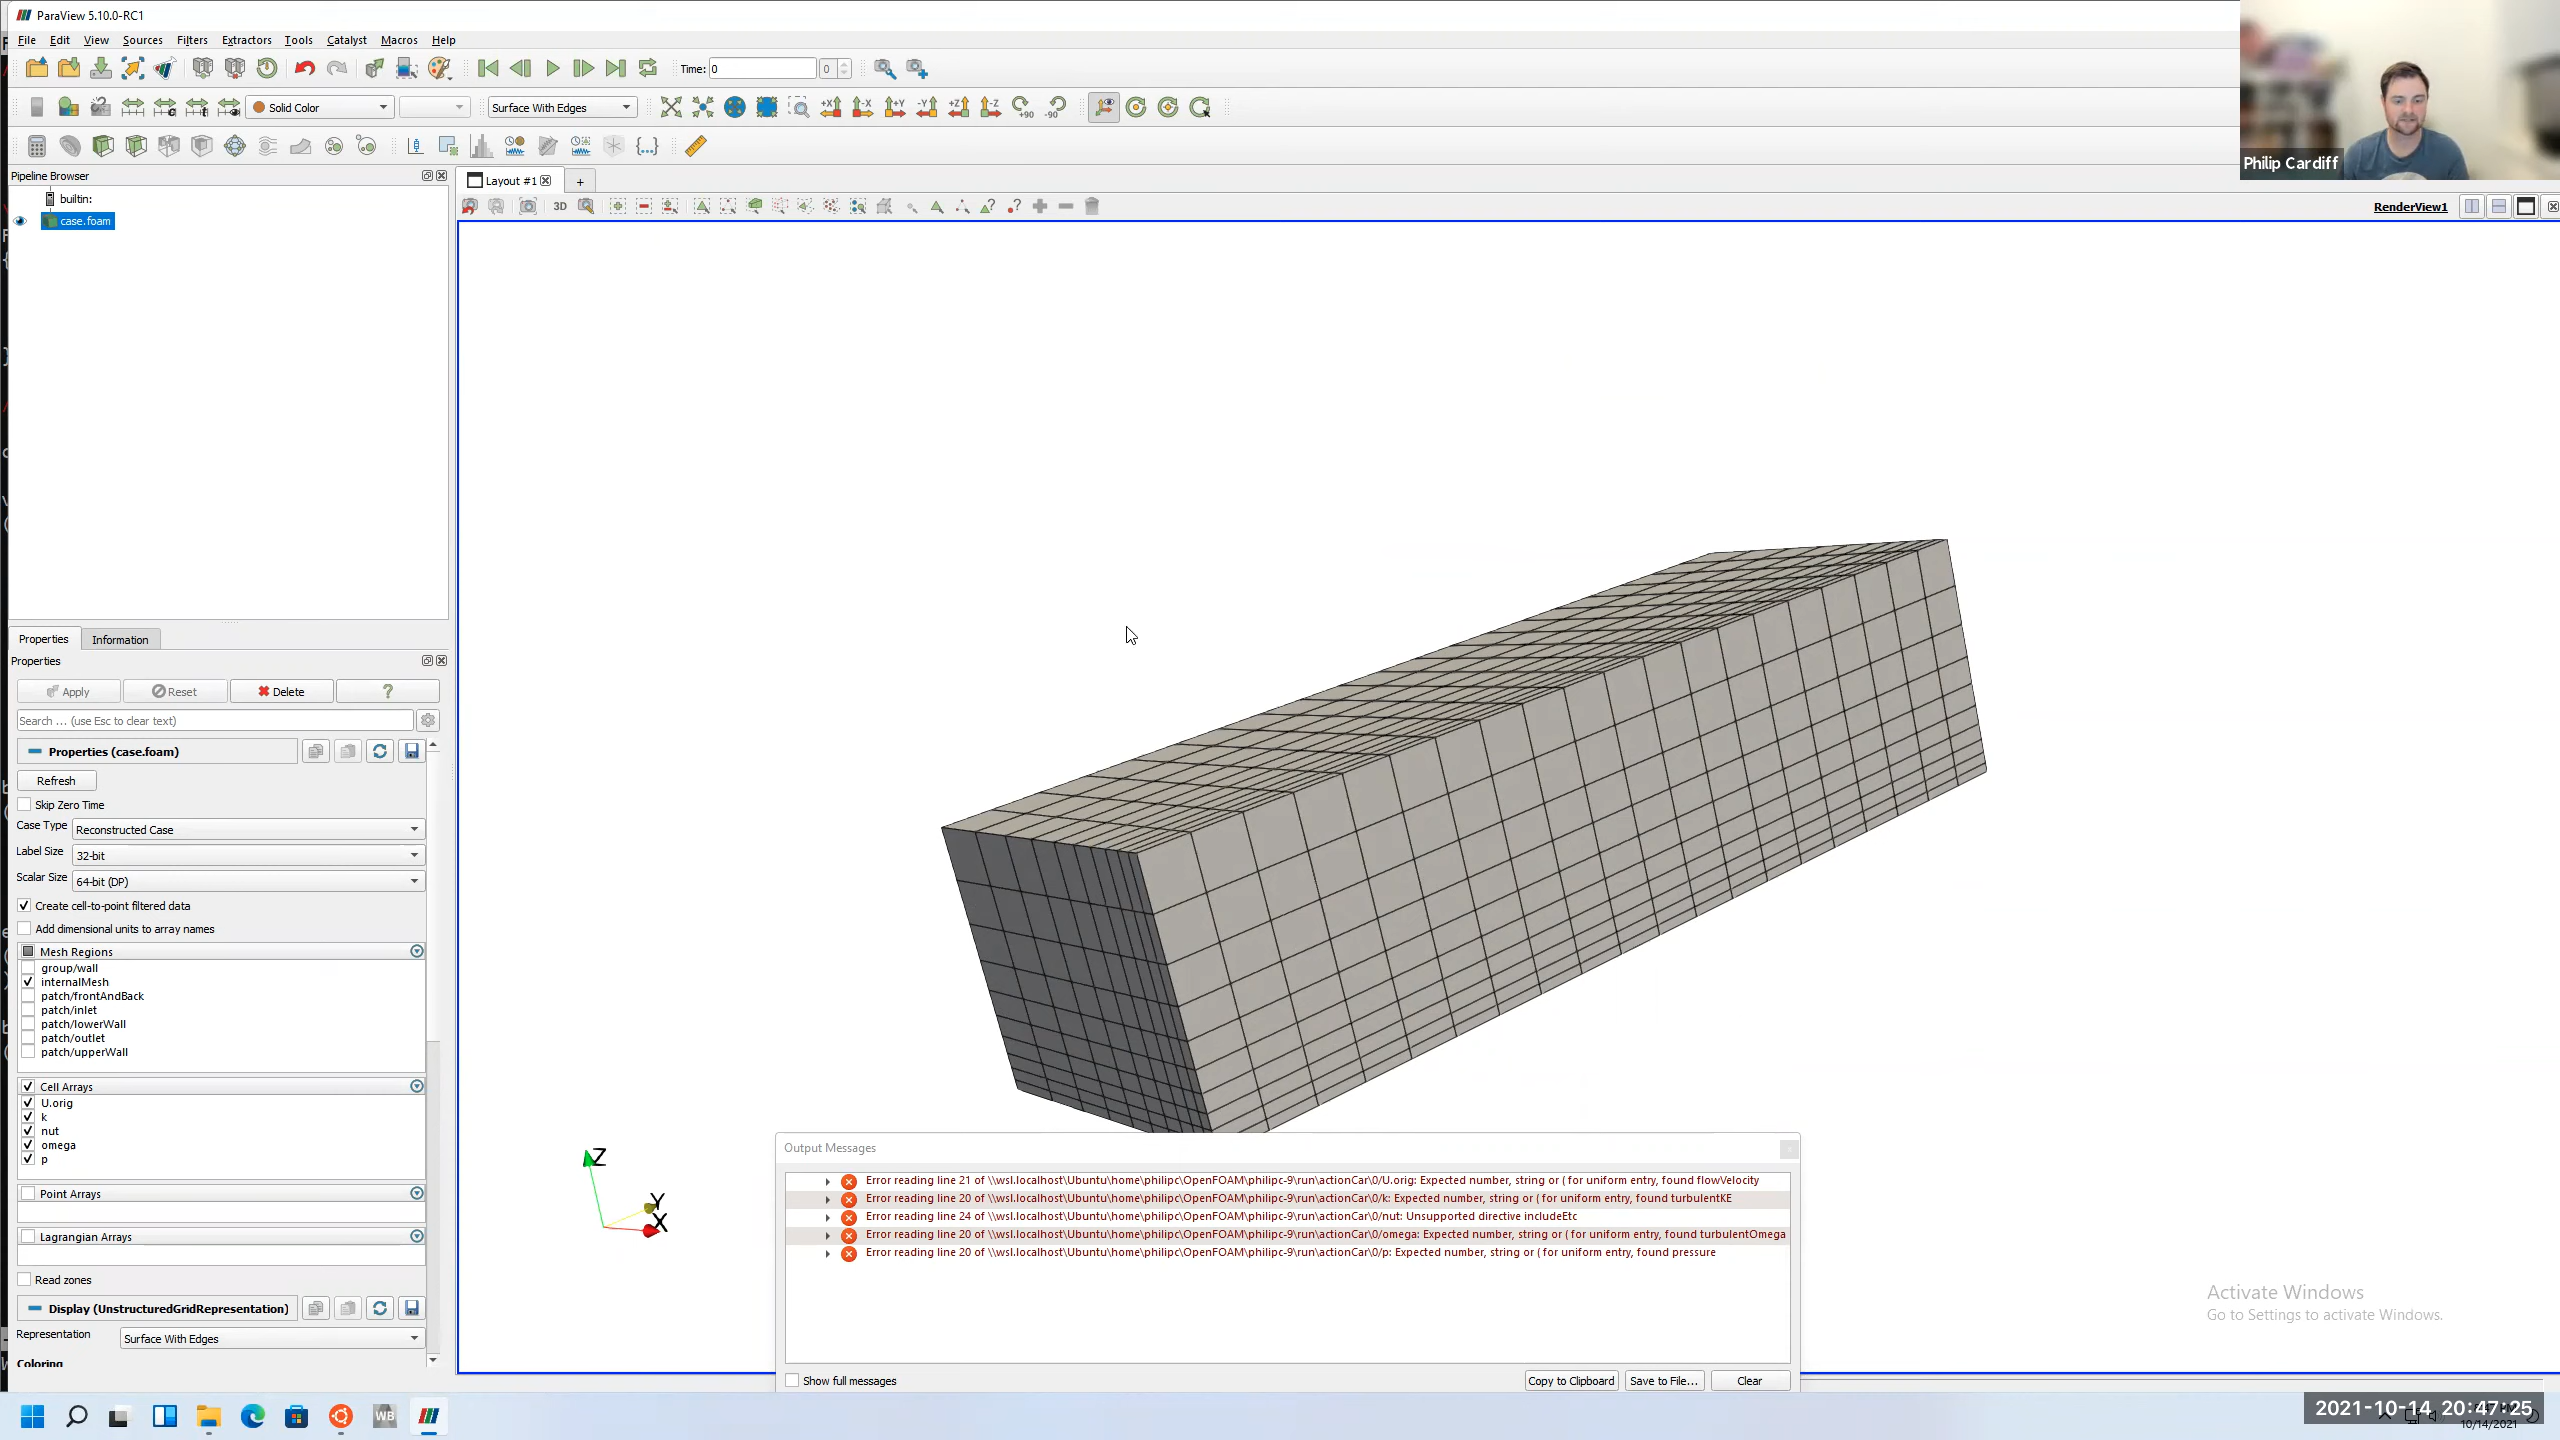 ParaView 5.10.0-RC1
File Edit View Sources Filters Extractors Tools Catalyst Macros Help
Time: 0 0
Solid Color Surface With Edges +X -X +Y -Y +Z -Z +90 -90
Philip Cardiff
Pipeline Browser
Layout #1 +
builtin:
3D
RenderView1
case.foam
Properties Information
Properties
Apply Reset Delete ?
Search ... (use Esc to clear text)
Properties (case.foam)
Refresh
Skip Zero Time
Case Type Reconstructed Case
Label Size 32-bit
Scalar Size 64-bit (DP)
Create cell-to-point filtered data
Add dimensional units to array names
Mesh Regions
group/wall
internalMesh
patch/frontAndBack
patch/inlet
patch/lowerWall
patch/outlet
patch/upperWall
Cell Arrays
U.orig
k
nut
omega
p
Point Arrays
Lagrangian Arrays
Read zones
Display (UnstructuredGridRepresentation)
Representation Surface With Edges
Coloring
Z
Y
X
Output Messages
Error reading line 21 of \\wsl.localhost\Ubuntu\home\philipc\OpenFOAM\philipc-9\run\actionCar\0/U.orig: Expected number, string or ( for uniform entry, found flowVelocity
Error reading line 20 of \\wsl.localhost\Ubuntu\home\philipc\OpenFOAM\philipc-9\run\actionCar\0/k: Expected number, string or ( for uniform entry, found turbulentKE
Error reading line 24 of \\wsl.localhost\Ubuntu\home\philipc\OpenFOAM\philipc-9\run\actionCar\0/nut: Unsupported directive includeEtc
Error reading line 20 of \\wsl.localhost\Ubuntu\home\philipc\OpenFOAM\philipc-9\run\actionCar\0/omega: Expected number, string or ( for uniform entry, found turbulentOmega
Error reading line 20 of \\wsl.localhost\Ubuntu\home\philipc\OpenFOAM\philipc-9\run\actionCar\0/p: Expected number, string or ( for uniform entry, found pressure
Show full messages Copy to Clipboard Save to File... Clear
Activate Windows
Go to Settings to activate Windows.
WB
2021-10-14 20:47:25
10/14/2021